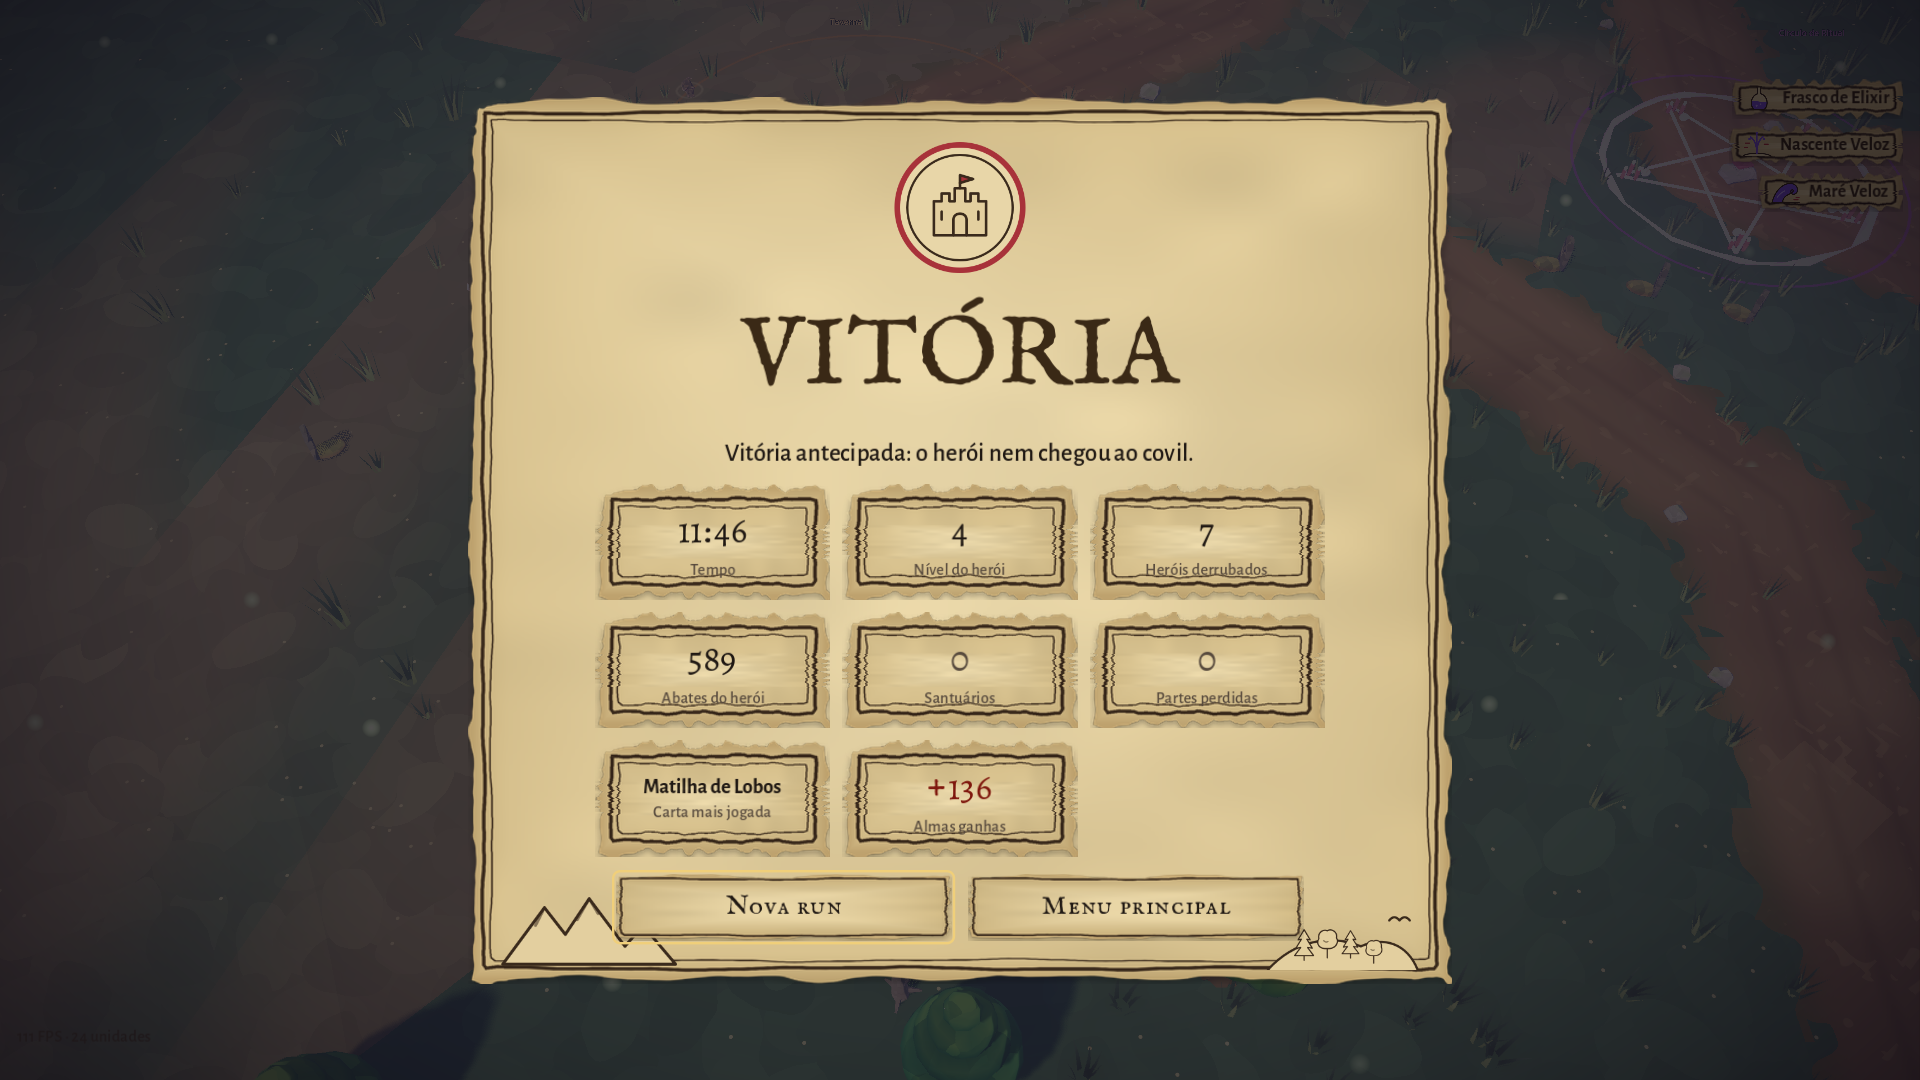 Frasco de Elixir
Nascente Veloz
Maré Veloz
VITÓRIA
Vitória antecipada: o herói nem chegou ao covil.
11:46
Tempo
4
Nível do herói
7
Heróis derrubados
589
Abates do herói
0
Santuários
0
Partes perdidas
Matilha de Lobos
Carta mais jogada
+136
Almas ganhas
Nova run
Menu principal